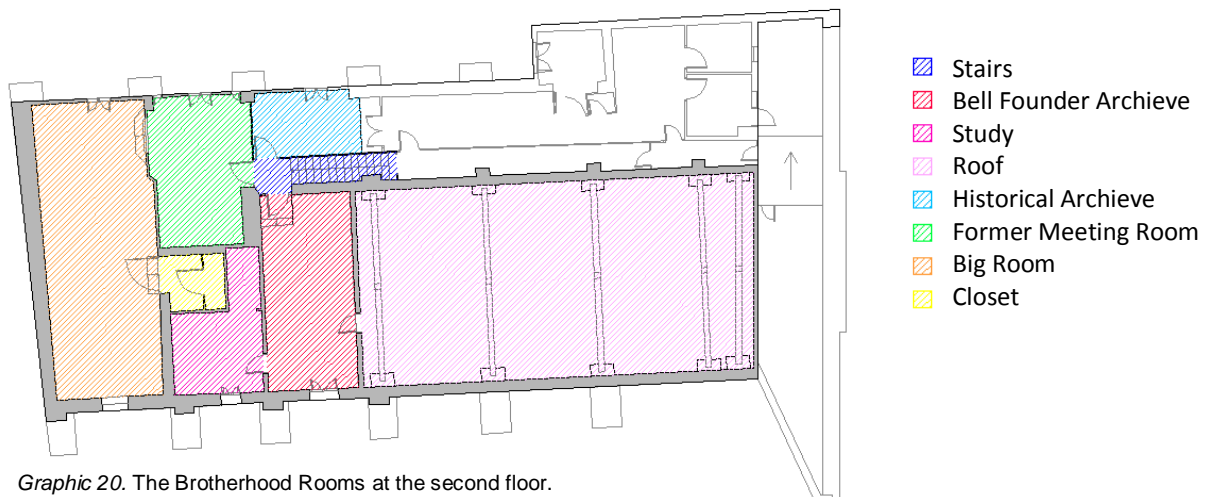 Stairs
Bell Founder Archieve
Study
Roof
Historical Archieve
Former Meeting Room
Big Room
Closet
Graphic 20. The Brotherhood Rooms at the second floor.